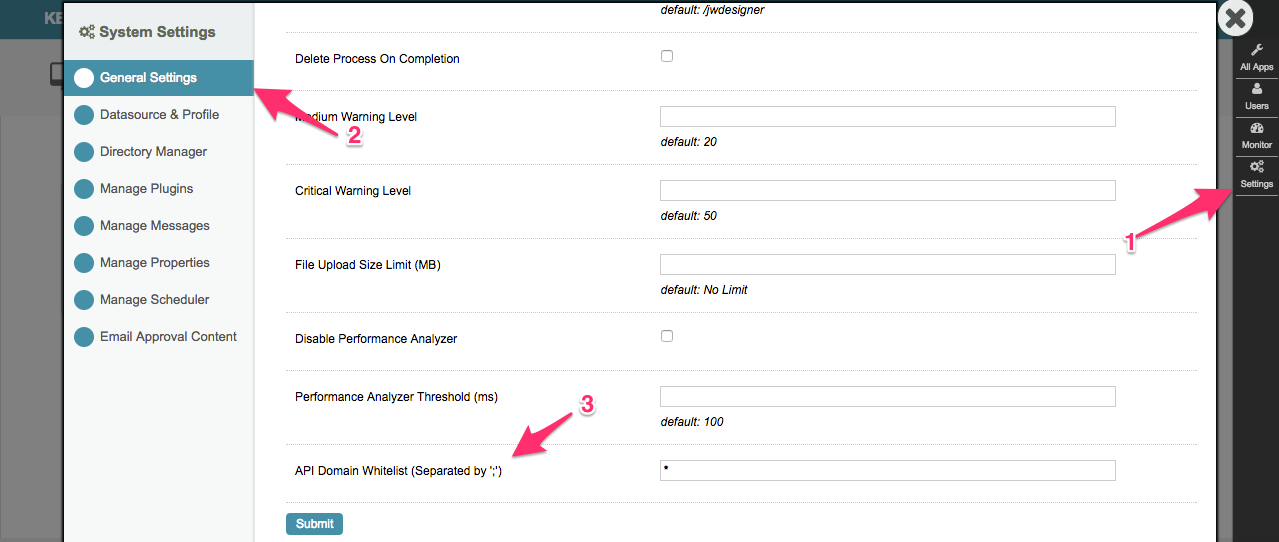 KE
System Settings
General Settings
Datasource & Profile
Directory Manager
Manage Plugins
Manage Messages
Manage Properties
Manage Scheduler
Email Approval Content
default: /jwdesigner
Delete Process On Completion
Medium Warning Level
default: 20
Critical Warning Level
default: 50
File Upload Size Limit (MB)
default: No Limit
Disable Performance Analyzer
Performance Analyzer Threshold (ms)
default: 100
API Domain Whitelist (Separated by ';')
*
Submit
2
3
1
All Apps
Users
Monitor
Settings